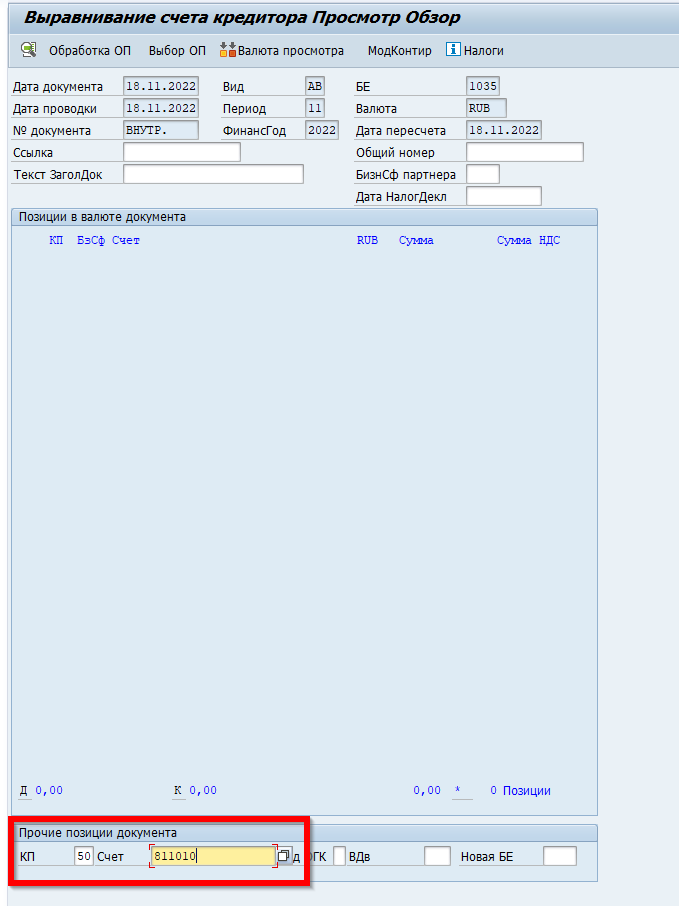 Выравнивание счета кредитора Просмотр Обзор
Обработка ОП Выбор ОП Валюта просмотра МодКонтир Налоги
Дата документа 18.11.2022 Вид AB БЕ 1035
Дата проводки 18.11.2022 Период 11 Валюта RUB
№ документа ВНУТР. ФинансГод 2022 Дата пересчета 18.11.2022
Ссылка Общий номер
Текст ЗаголДок БизнСф партнера
Дата НалогДекл
Позиции в валюте документа
КП БзСф Счет RUB Сумма Сумма НДС
Д 0,00 К 0,00 0,00 * 0 Позиции
Прочие позиции документа
КП 50 Счет 811010 д ОГК ВДв Новая БЕ